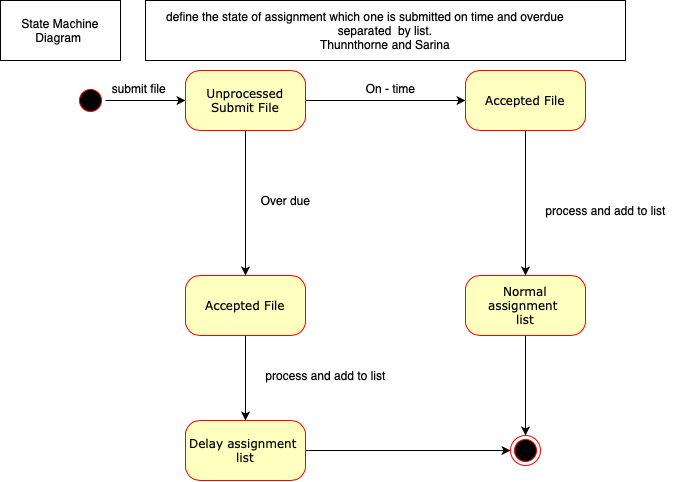 State Machine
Diagram
define the state of assignment which one is submitted on time and overdue
separated  by list.
Thunnthorne and Sarina
submit file
Unprocessed
Submit File
On - time
Accepted File
Over due
process and add to list
Accepted File
Normal
assignment
list
process and add to list
Delay assignment
list